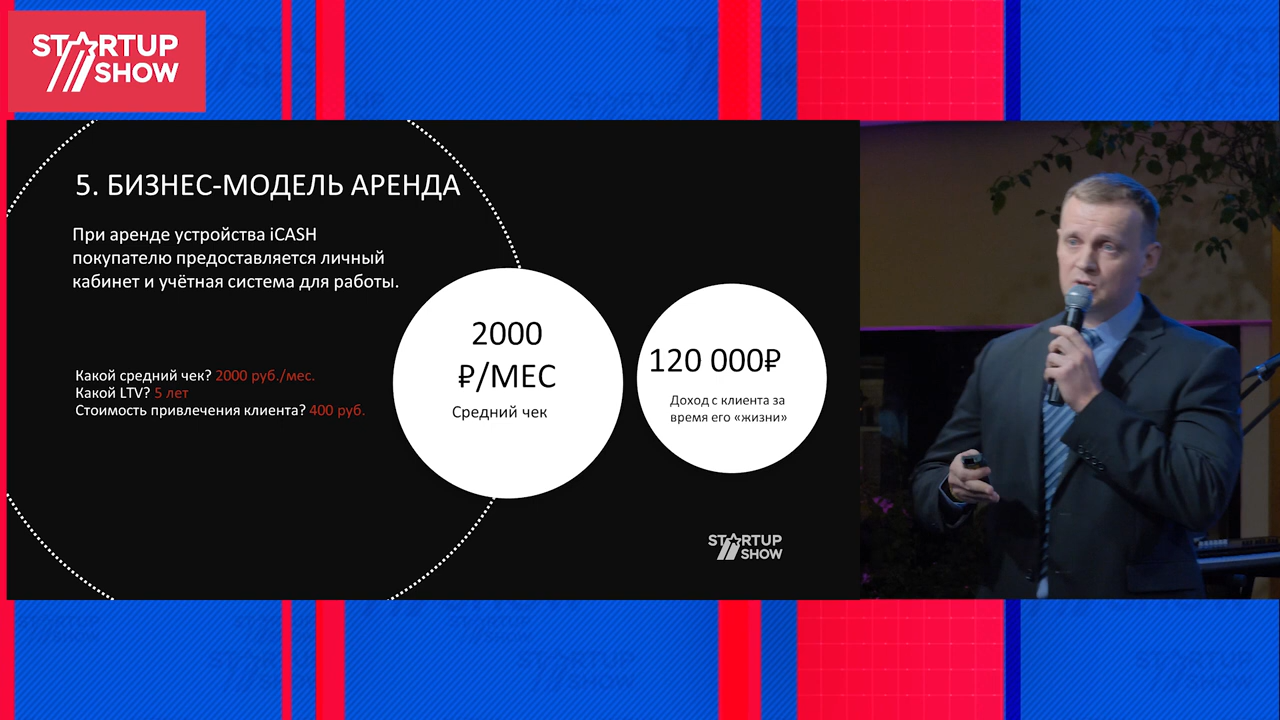 STARTUP
SHOW
5. БИЗНЕС-МОДЕЛЬ АРЕНДА
При аренде устройства iCASH
покупателю предоставляется личный
кабинет и учётная система для работы.
Какой средний чек? 2000 руб./мес.
Какой LTV? 5 лет
Стоимость привлечения клиента? 400 руб.
2000
₽/МЕС
Средний чек
120 000₽
Доход с клиента за
время его «жизни»
STARTUP
SHOW